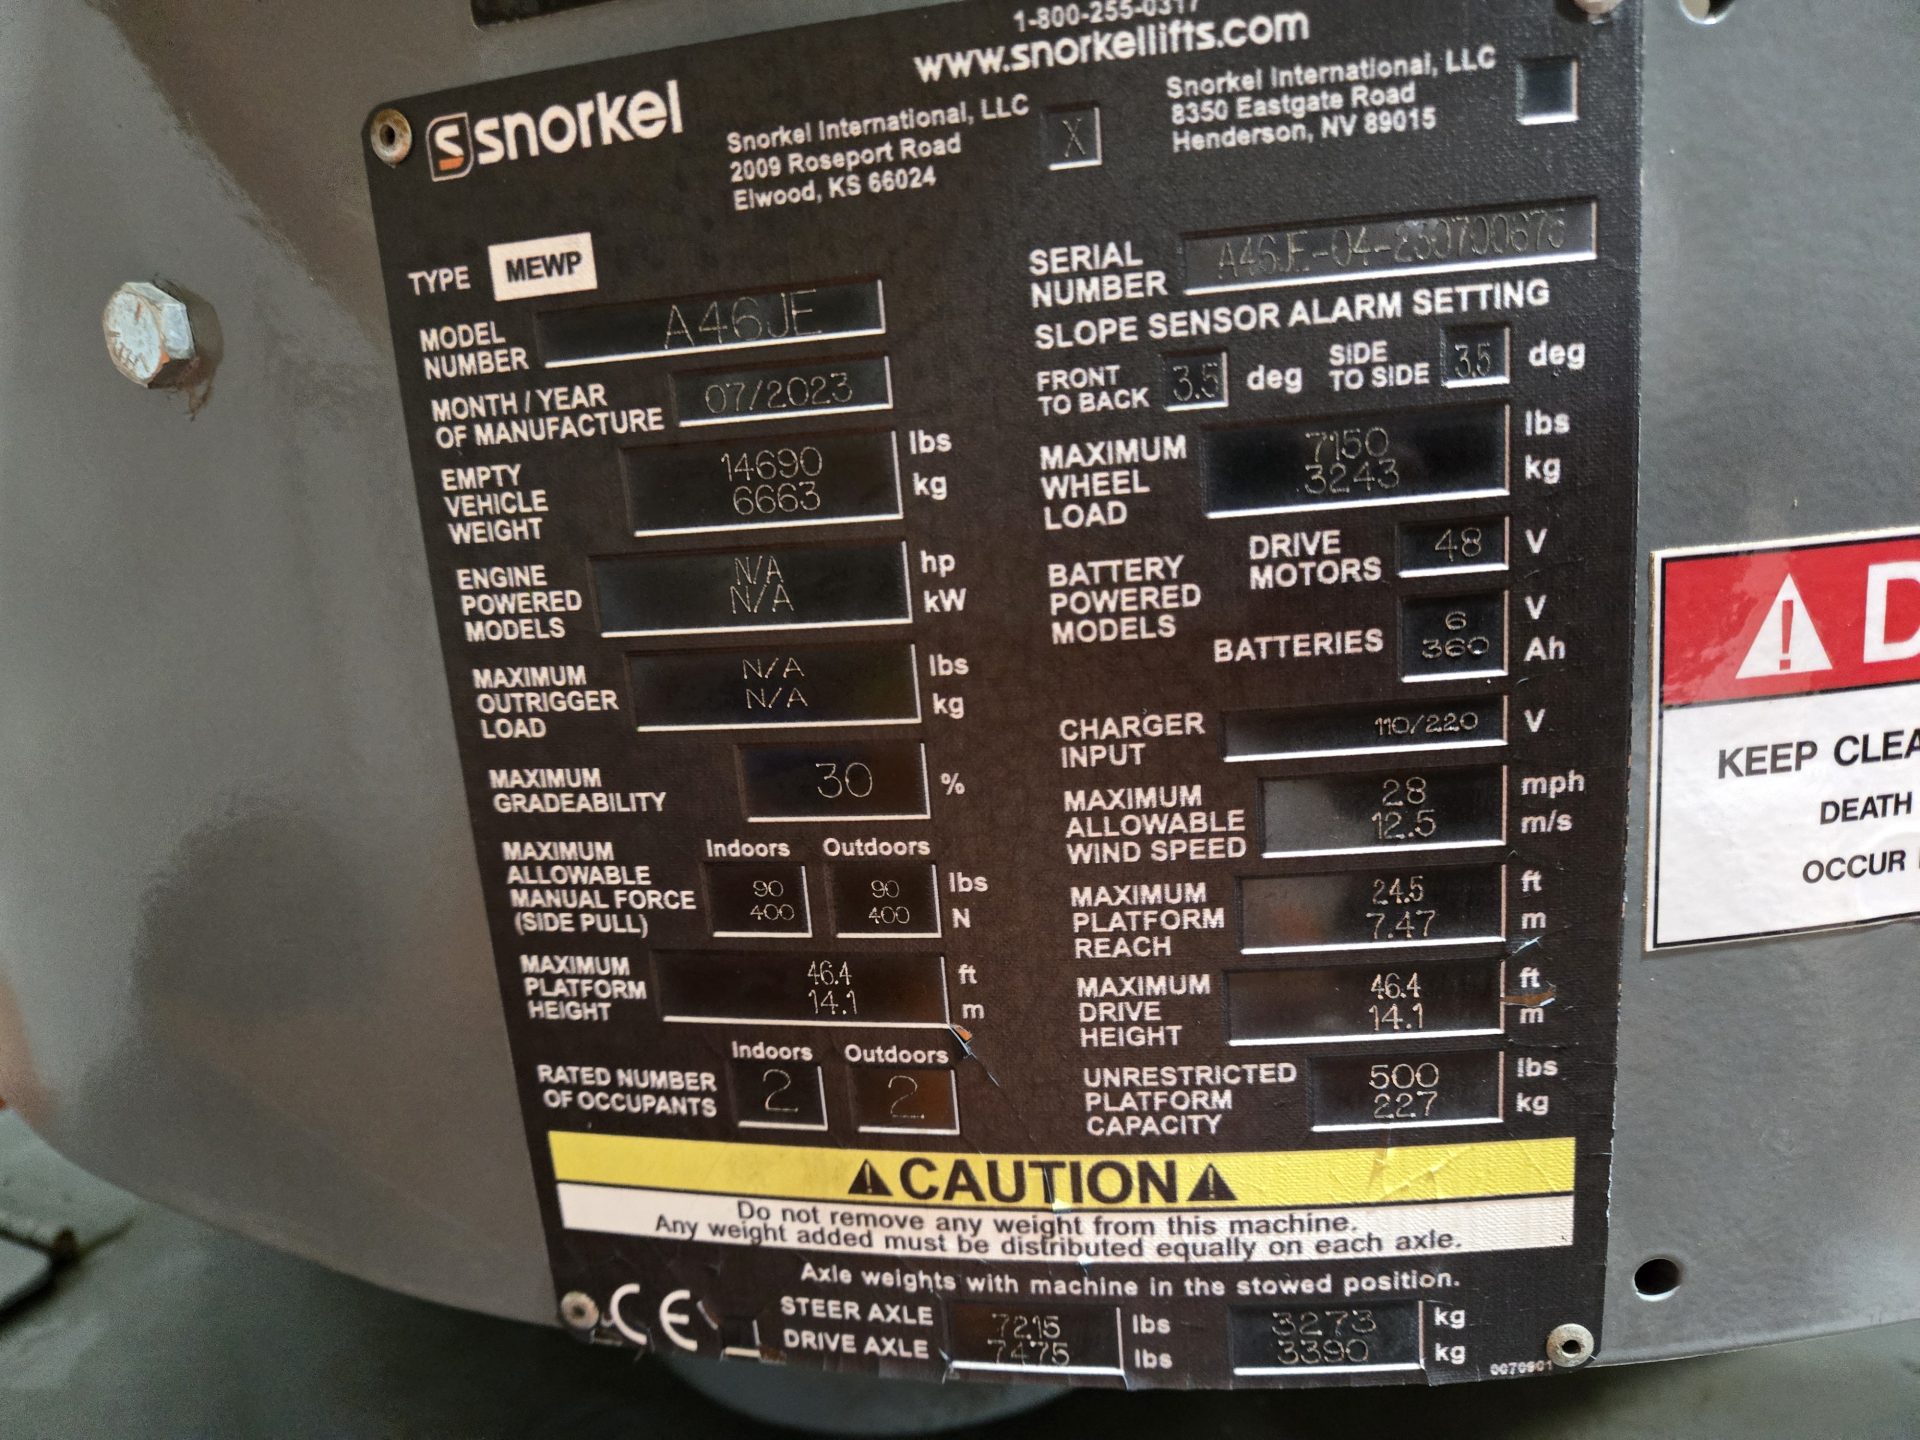 1-800-255-0317
www.snorkellifts.com
snorkel
Snorkel International, LLC
2009 Roseport Road
Elwood, KS 66024
X
Snorkel International, LLC
8350 Eastgate Road
Henderson, NV 89015
TYPE MEWP
MODEL NUMBER A46JE
MONTH / YEAR OF MANUFACTURE 07/2023
EMPTY VEHICLE WEIGHT
14690 lbs
6663 kg
ENGINE POWERED MODELS
N/A hp
N/A kW
MAXIMUM OUTRIGGER LOAD
N/A lbs
N/A kg
MAXIMUM GRADEABILITY 30 %
MAXIMUM ALLOWABLE MANUAL FORCE (SIDE PULL)
Indoors Outdoors
90 90 lbs
400 400 N
MAXIMUM PLATFORM HEIGHT
46.4 ft
14.1 m
RATED NUMBER OF OCCUPANTS
Indoors Outdoors
2 2
SERIAL NUMBER A46JE-04-230700675
SLOPE SENSOR ALARM SETTING
FRONT TO BACK 3.5 deg SIDE TO SIDE 3.5 deg
MAXIMUM WHEEL LOAD
7150 lbs
3243 kg
BATTERY POWERED MODELS
DRIVE MOTORS 48 V
BATTERIES
6 V
360 Ah
CHARGER INPUT 110/220 V
MAXIMUM ALLOWABLE WIND SPEED
28 mph
12.5 m/s
MAXIMUM PLATFORM REACH
24.5 ft
7.47 m
MAXIMUM DRIVE HEIGHT
46.4 ft
14.1 m
UNRESTRICTED PLATFORM CAPACITY
500 lbs
227 kg
CAUTION
Do not remove any weight from this machine.
Any weight added must be distributed equally on each axle.
Axle weights with machine in the stowed position.
CE
STEER AXLE 7215 lbs 3273 kg
DRIVE AXLE 7475 lbs 3390 kg
0070901
D
KEEP CLEA
DEATH
OCCUR